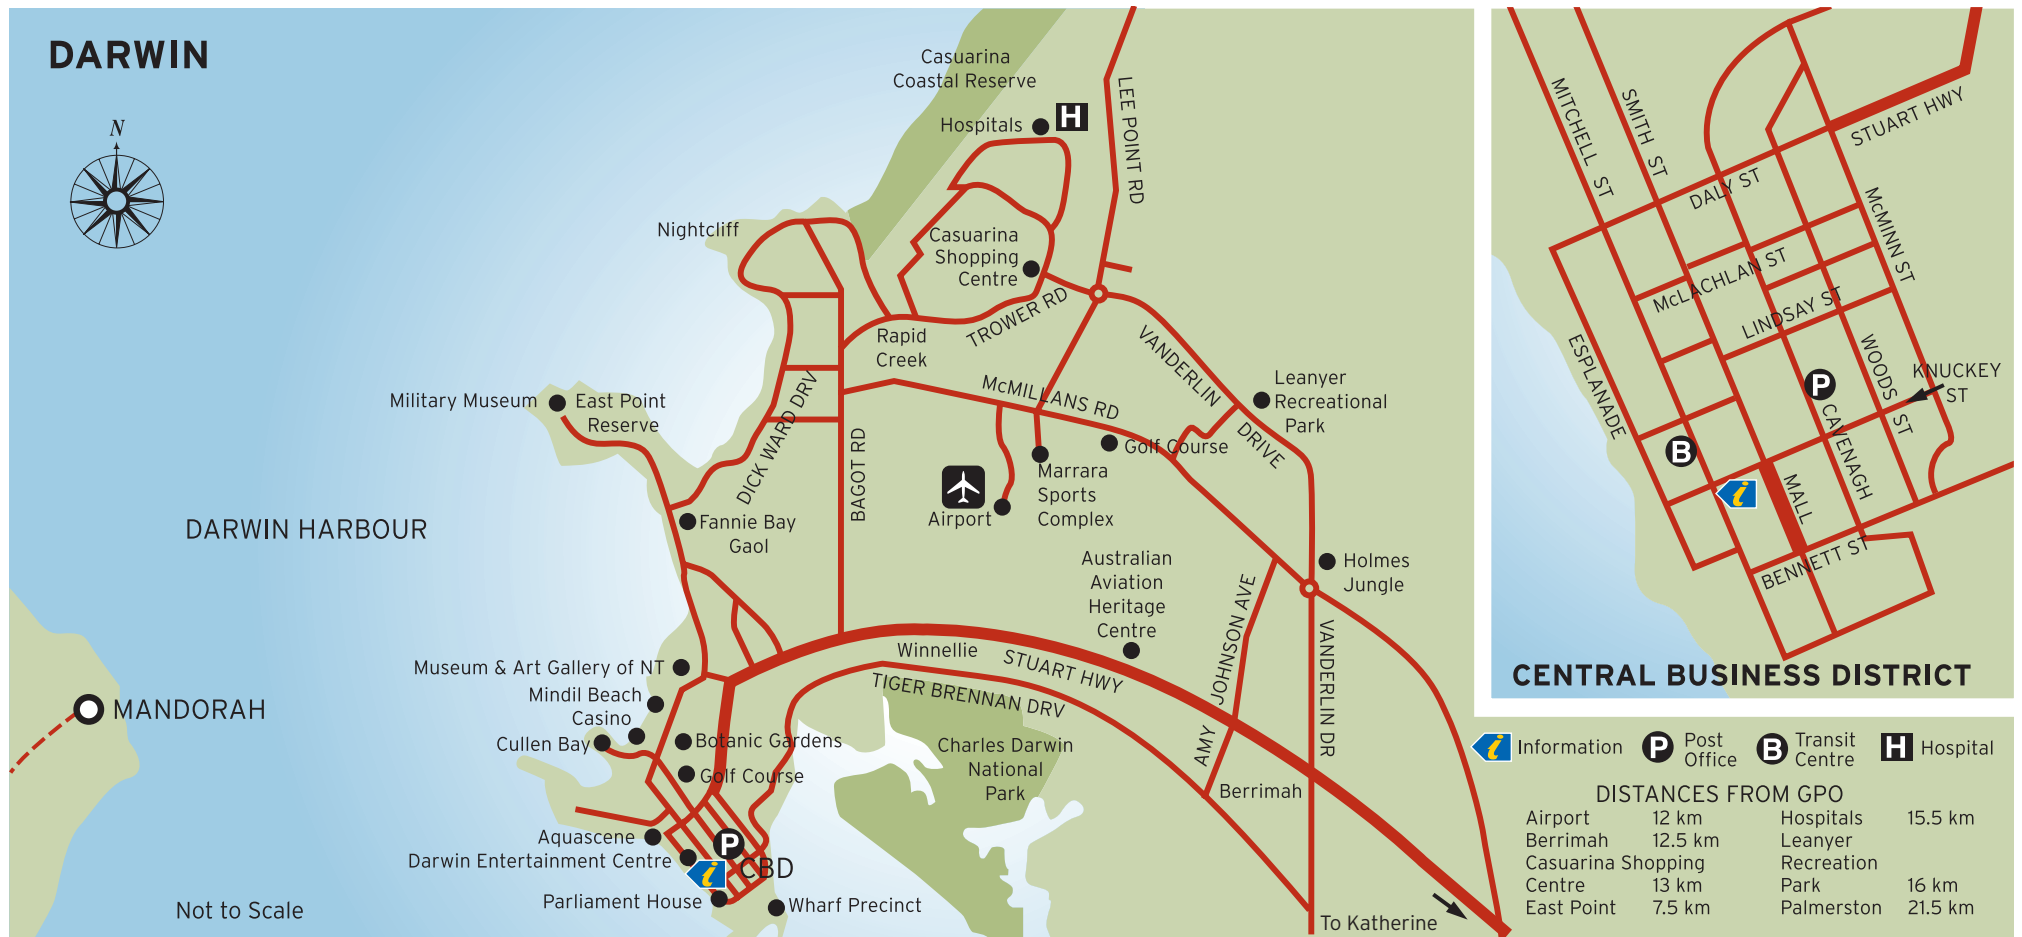 DARWIN
N
Casuarina
Coastal Reserve
Hospitals
H
LEE POINT RD
Nightcliff
Casuarina
Shopping
Centre
TROWER RD
Rapid
Creek
VANDERLIN
DRIVE
Leanyer
Recreational
Park
McMILLANS RD
Military Museum
East Point
Reserve
DICK WARD DRV
BAGOT RD
Golf Course
Marrara
Sports
Complex
Airport
Fannie Bay
Gaol
DARWIN HARBOUR
Australian
Aviation
Heritage
Centre
Holmes
Jungle
AMY JOHNSON AVE
VANDERLIN DR
Winnellie
STUART HWY
TIGER BRENNAN DRV
Museum & Art Gallery of NT
Mindil Beach
Casino
Cullen Bay
MANDORAH
Botanic Gardens
Golf Course
Charles Darwin
National
Park
Berrimah
Aquascene
P
Darwin Entertainment Centre
i
CBD
Parliament House
Wharf Precinct
Not to Scale
To Katherine
MITCHELL ST
SMITH ST
STUART HWY
DALY ST
McMINN ST
McLACHLAN ST
LINDSAY ST
ESPLANADE
WOODS ST
KNUCKEY
ST
P
CAVENAGH
B
i
MALL
BENNETT ST
CENTRAL BUSINESS DISTRICT
i Information
P Post
Office
B Transit
Centre
H Hospital
DISTANCES FROM GPO
Airport 12 km
Berrimah 12.5 km
Casuarina Shopping
Centre 13 km
East Point 7.5 km
Hospitals 15.5 km
Leanyer
Recreation
Park 16 km
Palmerston 21.5 km